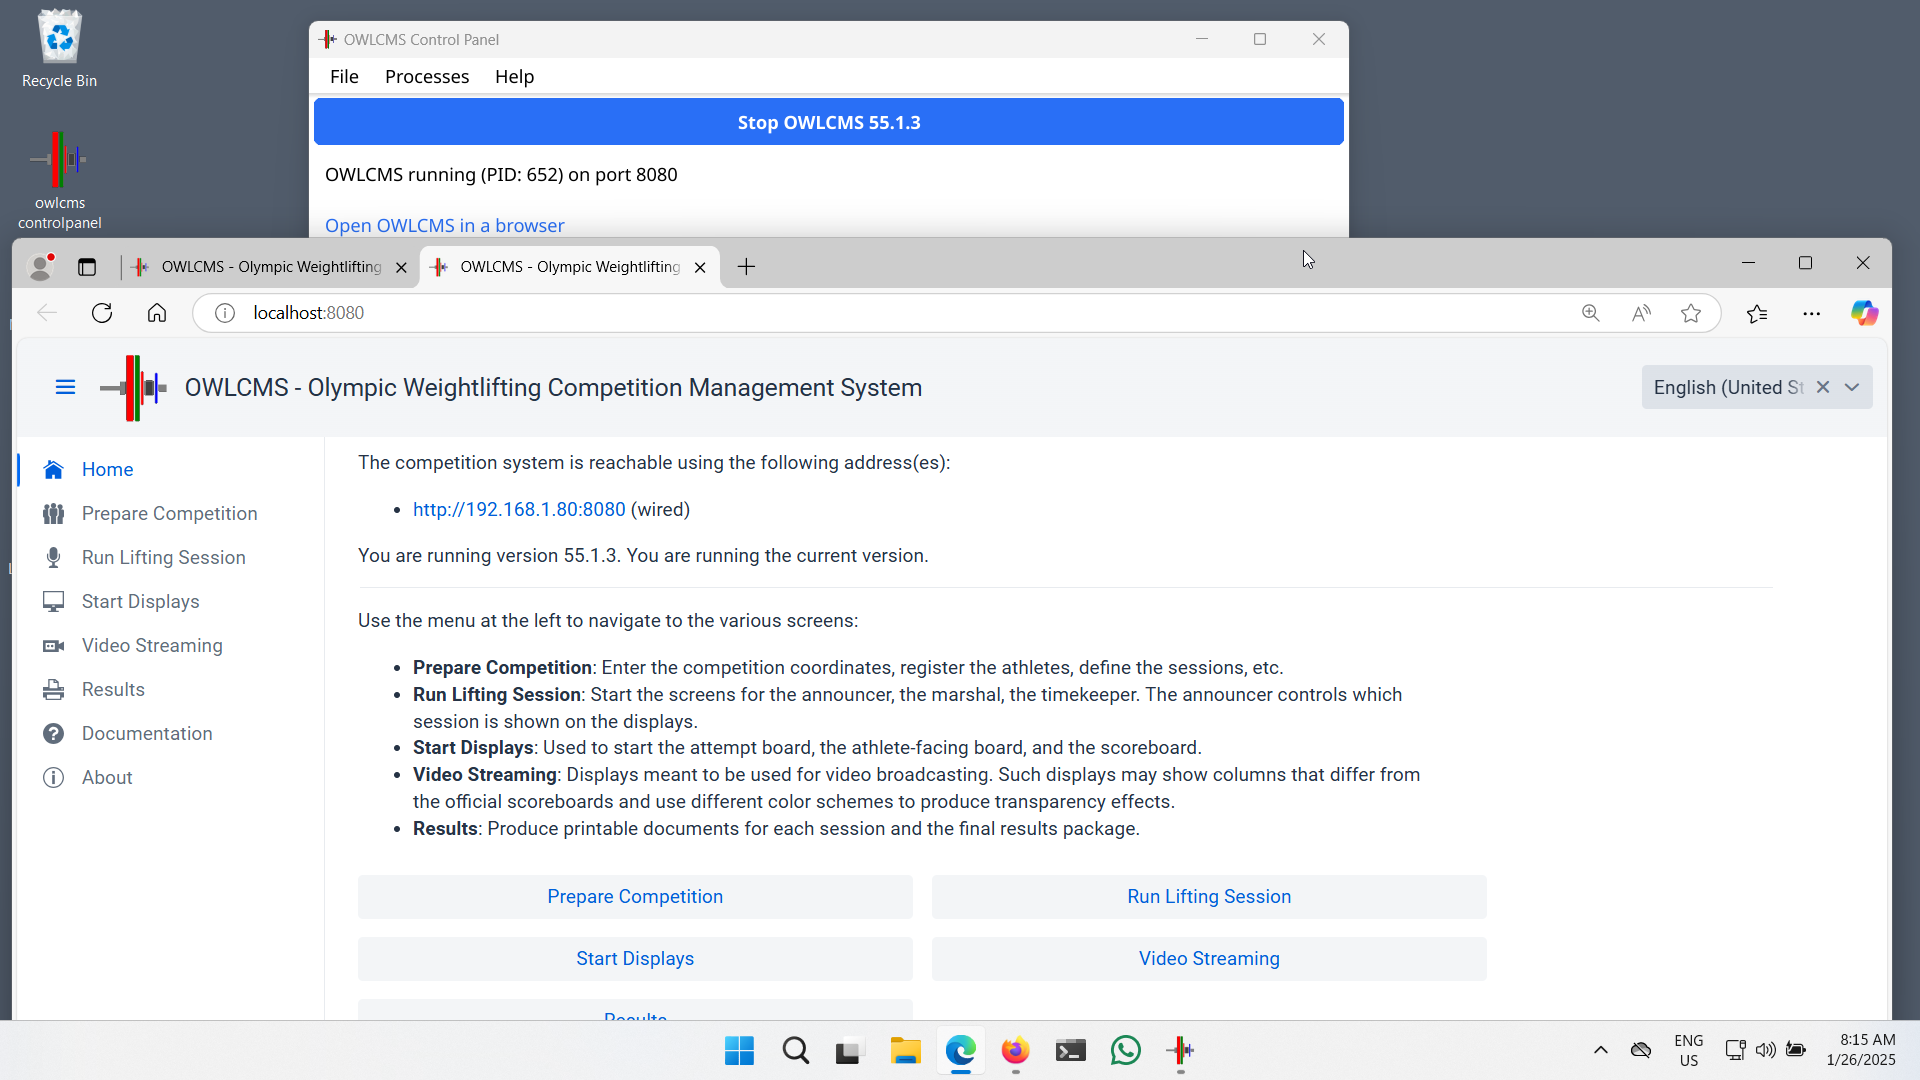 Recycle Bin
owlcms
controlpanel
OWLCMS Control Panel
File Processes Help
Stop OWLCMS 55.1.3
OWLCMS running (PID: 652) on port 8080
Open OWLCMS in a browser
OWLCMS - Olympic Weightlifting
OWLCMS - Olympic Weightlifting
localhost:8080
OWLCMS - Olympic Weightlifting Competition Management System
English (United St
Home
Prepare Competition
Run Lifting Session
Start Displays
Video Streaming
Results
Documentation
About
The competition system is reachable using the following address(es):
• http://192.168.1.80:8080 (wired)
You are running version 55.1.3. You are running the current version.
Use the menu at the left to navigate to the various screens:
• Prepare Competition: Enter the competition coordinates, register the athletes, define the sessions, etc.
• Run Lifting Session: Start the screens for the announcer, the marshal, the timekeeper. The announcer controls which
session is shown on the displays.
• Start Displays: Used to start the attempt board, the athlete-facing board, and the scoreboard.
• Video Streaming: Displays meant to be used for video broadcasting. Such displays may show columns that differ from
the official scoreboards and use different color schemes to produce transparency effects.
• Results: Produce printable documents for each session and the final results package.
Prepare Competition
Run Lifting Session
Start Displays
Video Streaming
Results
ENG
US
8:15 AM
1/26/2025